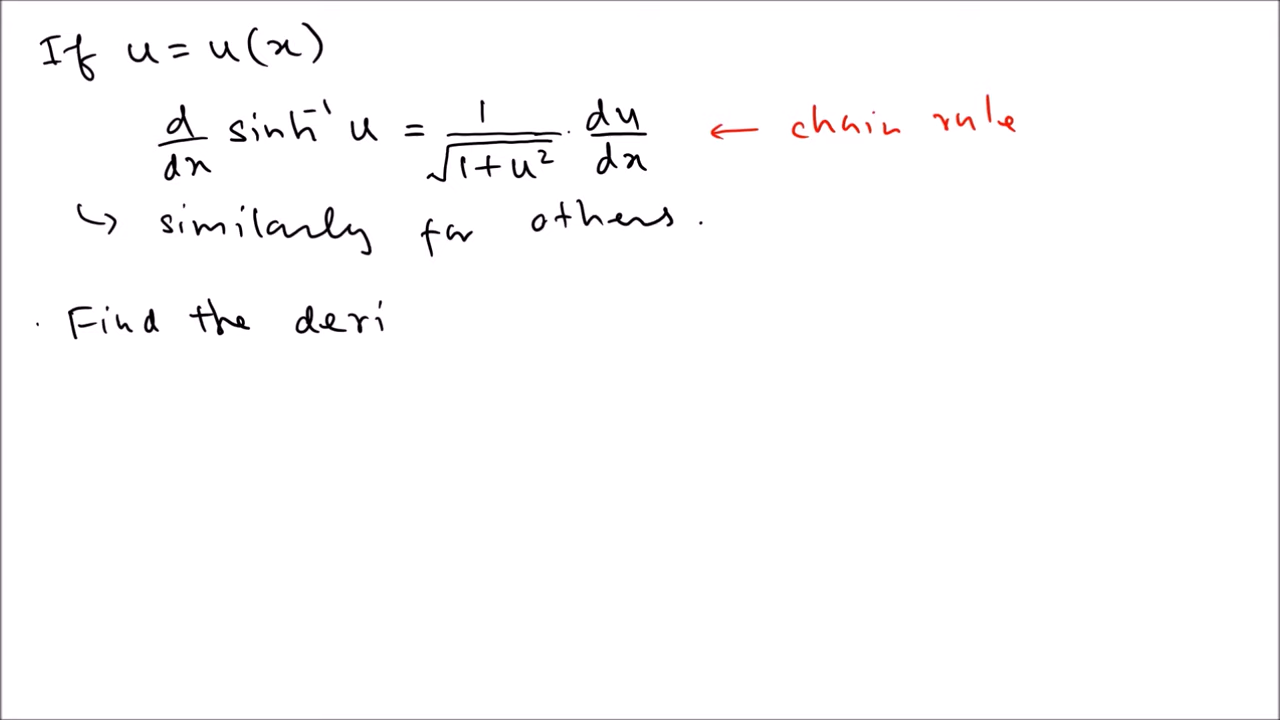 If u = u(x)
d/dx sinh⁻¹ u = 1/√(1+u²) · du/dx ← chain rule
↳ similarly for others.
· Find the deri